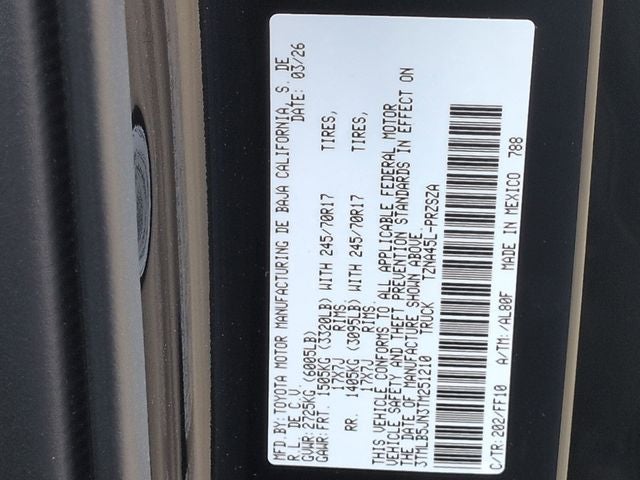 MFD.BY:TOYOTA MOTOR MANUFACTURING DE BAJA CALIFORNIA, S. DE
R.L. DE C.V. DATE: 03/26
GVWR:2725KG (6005LB)
GAWR:FRT. 1505KG (3320LB) WITH 245/70R17 TIRES,
17X7J RIMS.
RR. 1405KG (3095LB) WITH 245/70R17 TIRES,
17X7J RIMS.
THIS VEHICLE CONFORMS TO ALL APPLICABLE FEDERAL MOTOR
VEHICLE SAFETY AND THEFT PREVENTION STANDARDS IN EFFECT ON
THE DATE OF MANUFACTURE SHOWN ABOVE.
3TMLB5JN3TM251210 TRUCK TZNA45L-PRZSZA
C/TR:202/FF10 A/TM:/AL80F MADE IN MEXICO 788